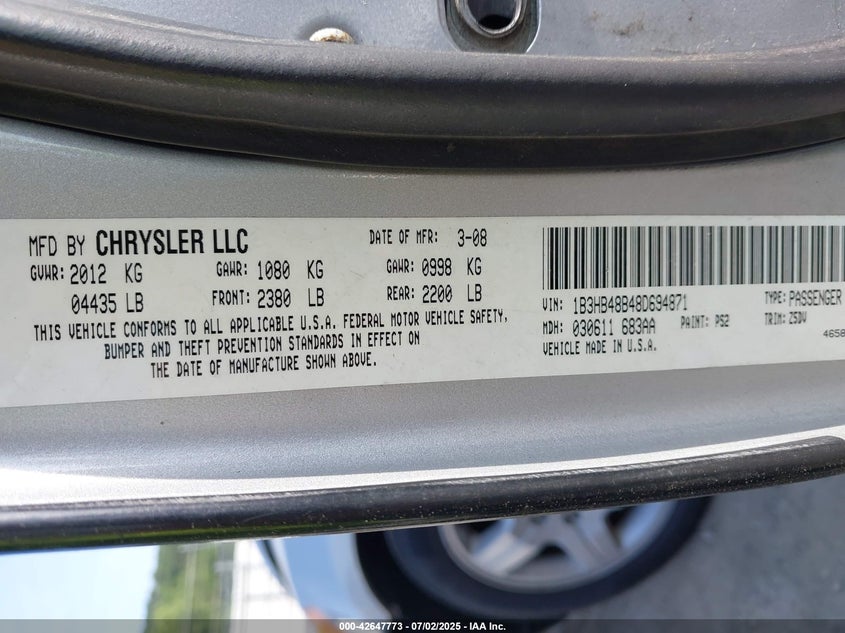 MFD BY CHRYSLER LLC DATE OF MFR: 3-08
GVWR: 2012 KG GAWR: 1080 KG GAWR: 0998 KG
04435 LB FRONT: 2380 LB REAR: 2200 LB
THIS VEHICLE CONFORMS TO ALL APPLICABLE U.S.A. FEDERAL MOTOR VEHICLE SAFETY,
BUMPER AND THEFT PREVENTION STANDARDS IN EFFECT ON
THE DATE OF MANUFACTURE SHOWN ABOVE.
VIN: 1B3HB48B48D694871 TYPE: PASSENGER
MDH: 030611 683AA PAINT: PS2 TRIM: Z5DV
VEHICLE MADE IN U.S.A. 4658
000-42647773 - 07/02/2025 - IAA Inc.